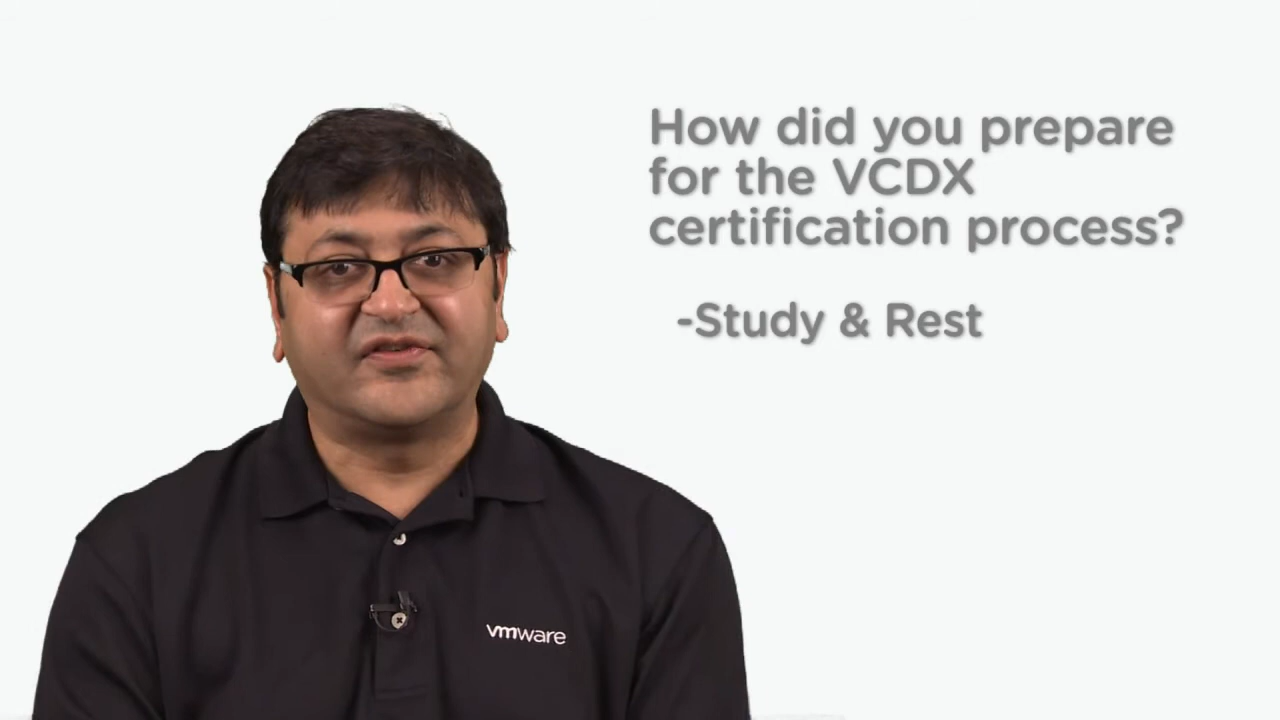 How did you prepare
for the VCDX
certification process?
-Study & Rest
vmware